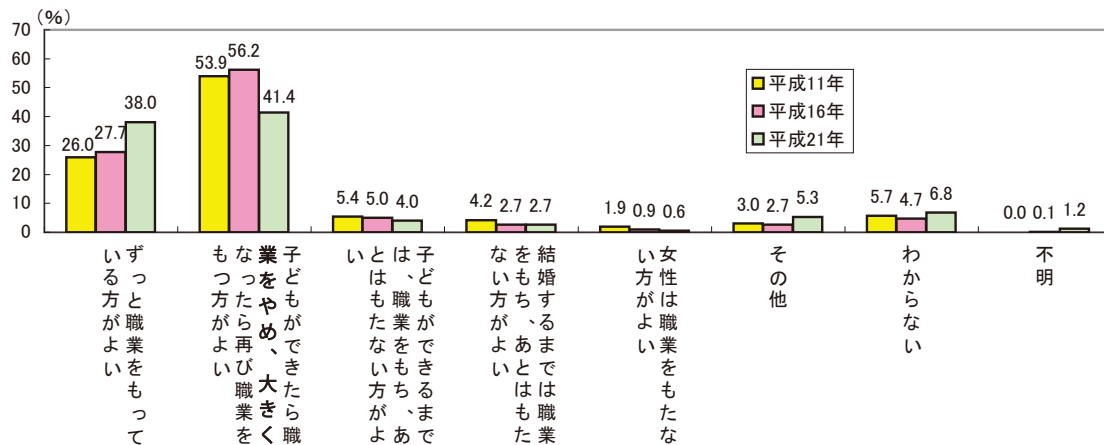 (%)
70
60
50
40
30
20
10
0
26.0
27.7
38.0
53.9
56.2
41.4
5.4
5.0
4.0
4.2
2.7
2.7
1.9
0.9
0.6
3.0
2.7
5.3
5.7
4.7
6.8
0.0
0.1
1.2
平成11年
平成16年
平成21年
ずっと職業をもって
いる方がよい
子どもができたら職
業をやめ、大きく
なったら再び職業を
もつ方がよい
子どもができるまで
は、職業をもち、あ
とはもたない方がよ
い
結婚するまでは職業
をもち、あとはもた
ない方がよい
女性は職業をもたな
い方がよい
その他
わからない
不明